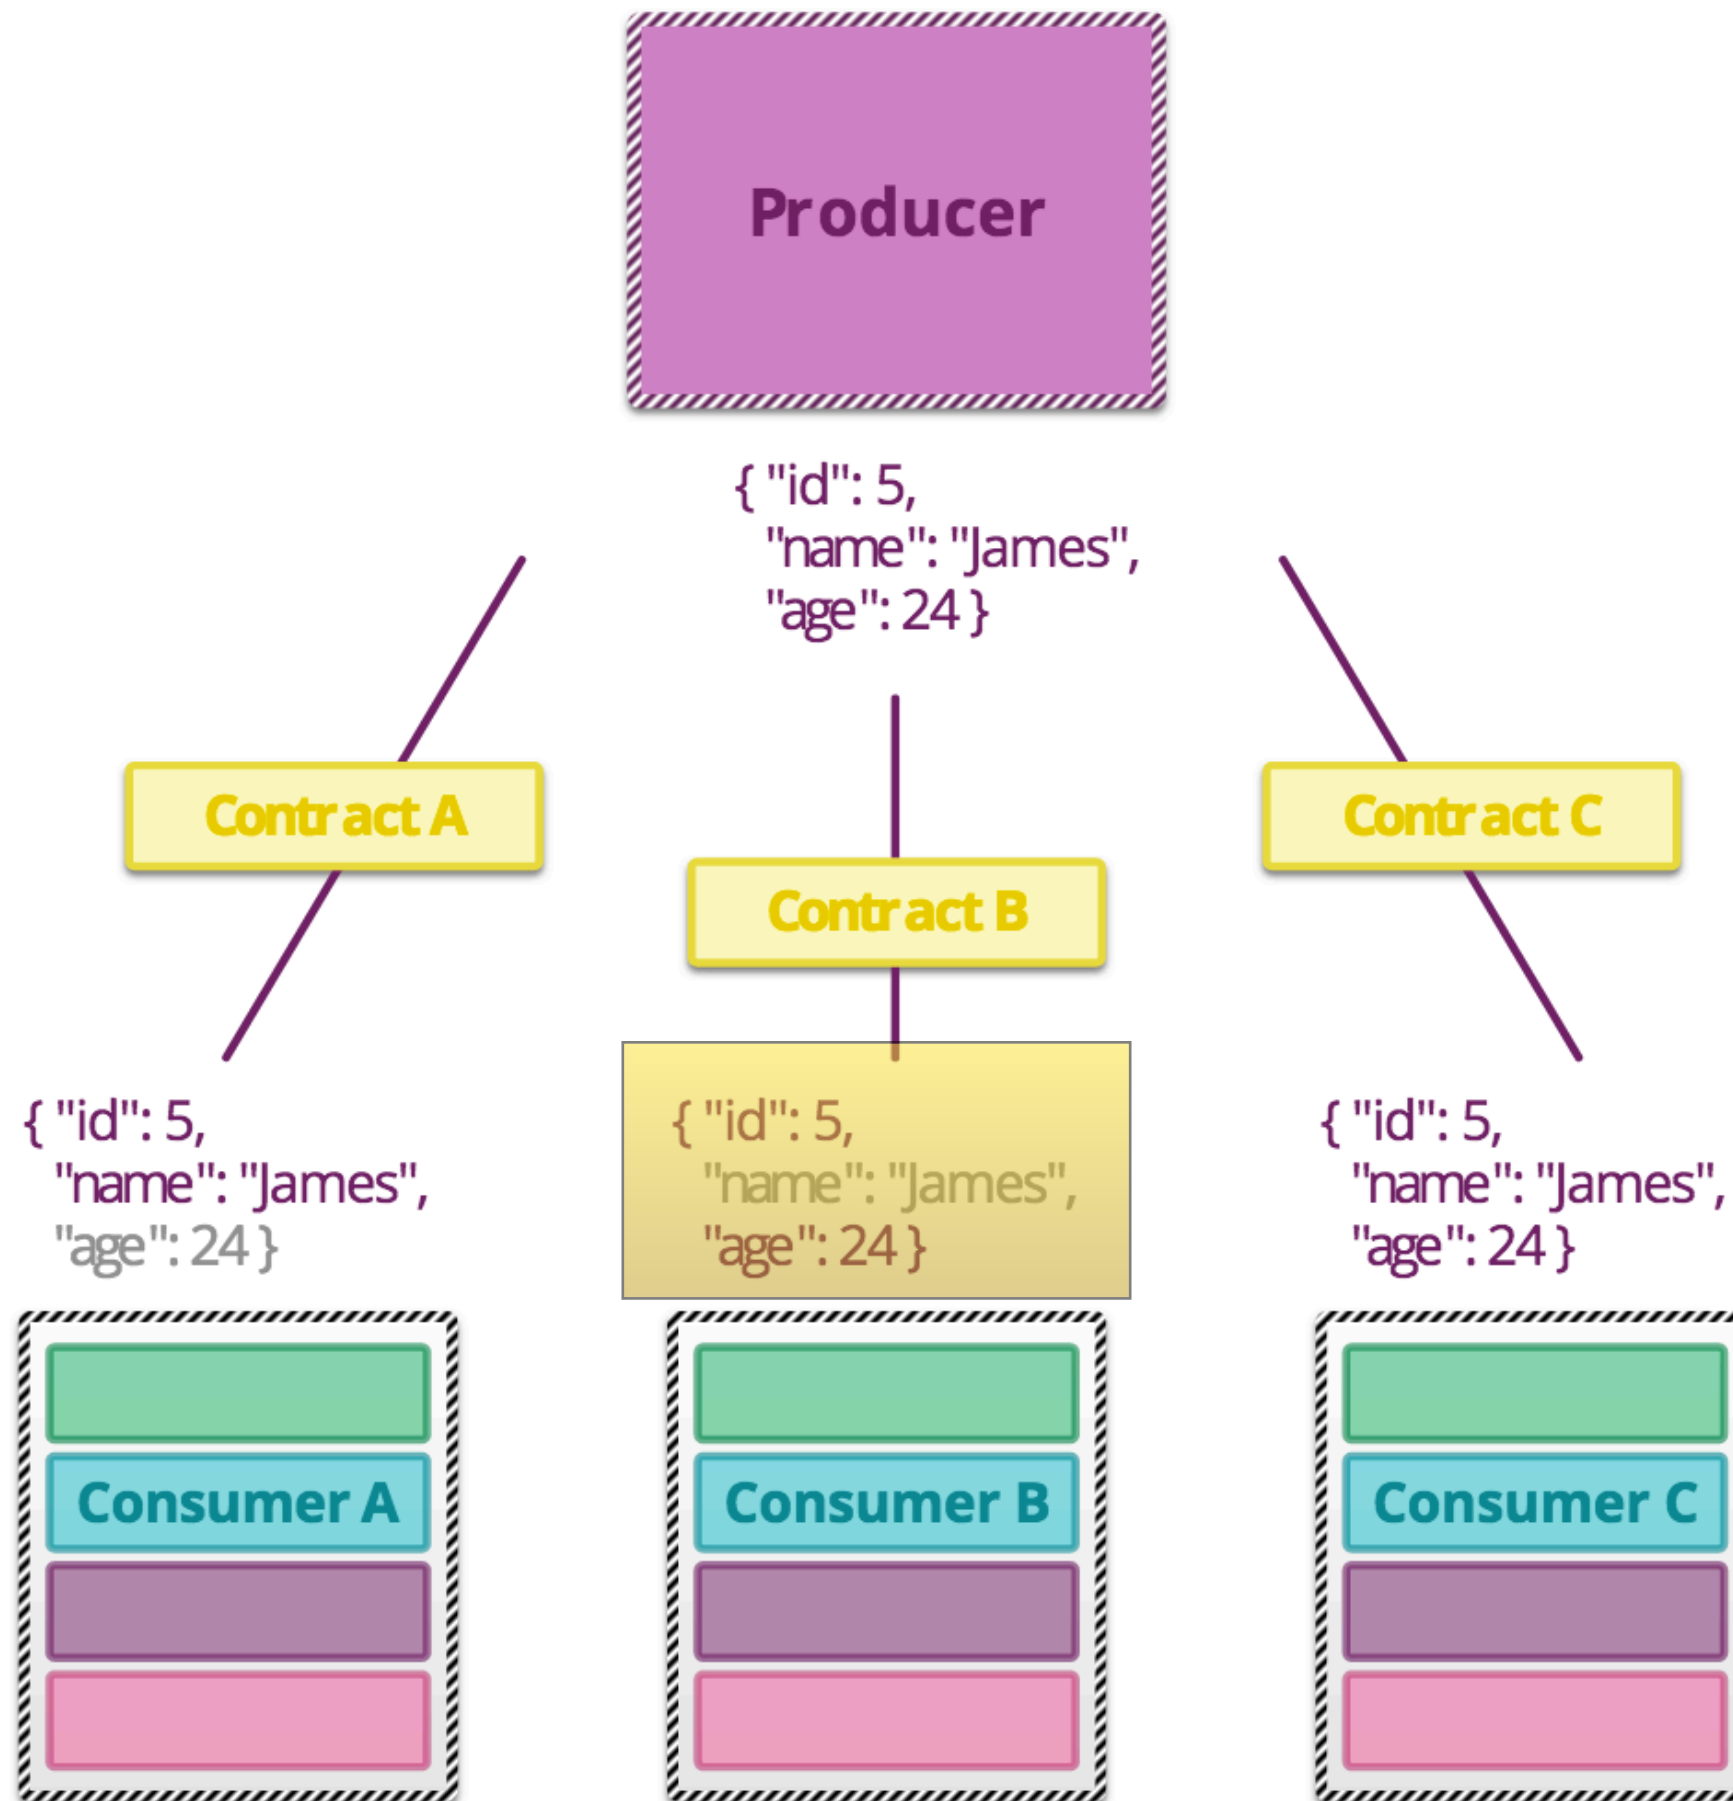 Producer
{ "id": 5,
"name": "James",
"age": 24 }
Contract A
Contract C
Contract B
{ "id": 5,
"name": "James",
"age": 24 }
{ "id": 5,
"name": "James",
"age": 24 }
{ "id": 5,
"name": "James",
"age": 24 }
Consumer A
Consumer B
Consumer C